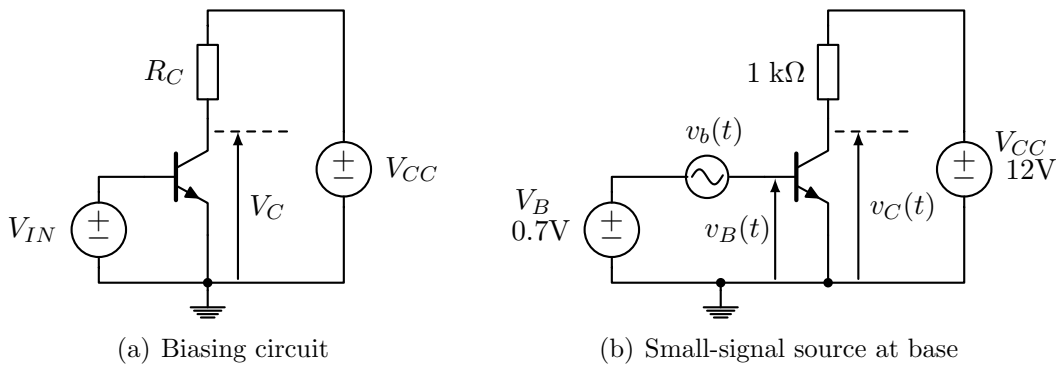 R_C
V_IN
V_C
V_CC
(a) Biasing circuit
1 kΩ
v_b(t)
V_B
0.7V
v_B(t)
v_C(t)
V_CC
12V
(b) Small-signal source at base